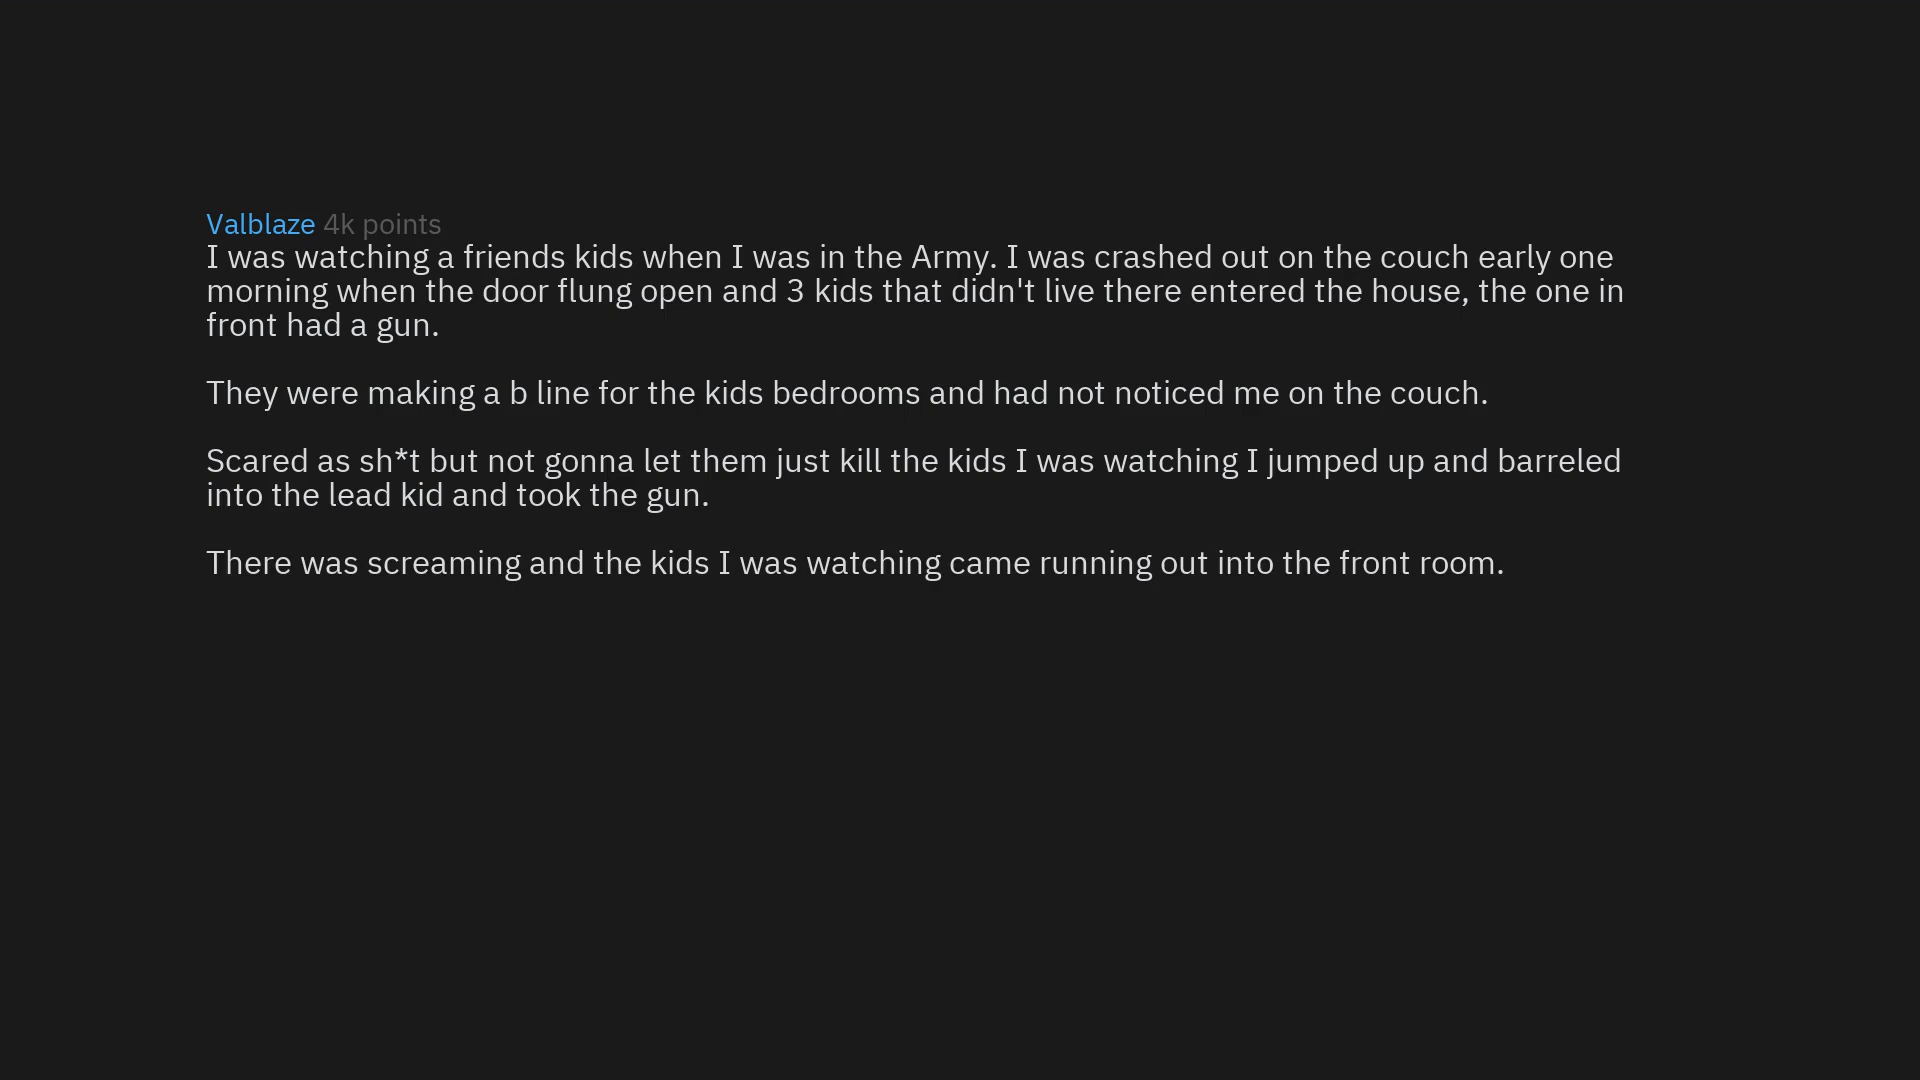 Valblaze 4k points
I was watching a friends kids when I was in the Army. I was crashed out on the couch early one
morning when the door flung open and 3 kids that didn't live there entered the house, the one in
front had a gun.
They were making a b line for the kids bedrooms and had not noticed me on the couch.
Scared as sh*t but not gonna let them just kill the kids I was watching I jumped up and barreled
into the lead kid and took the gun.
There was screaming and the kids I was watching came running out into the front room.